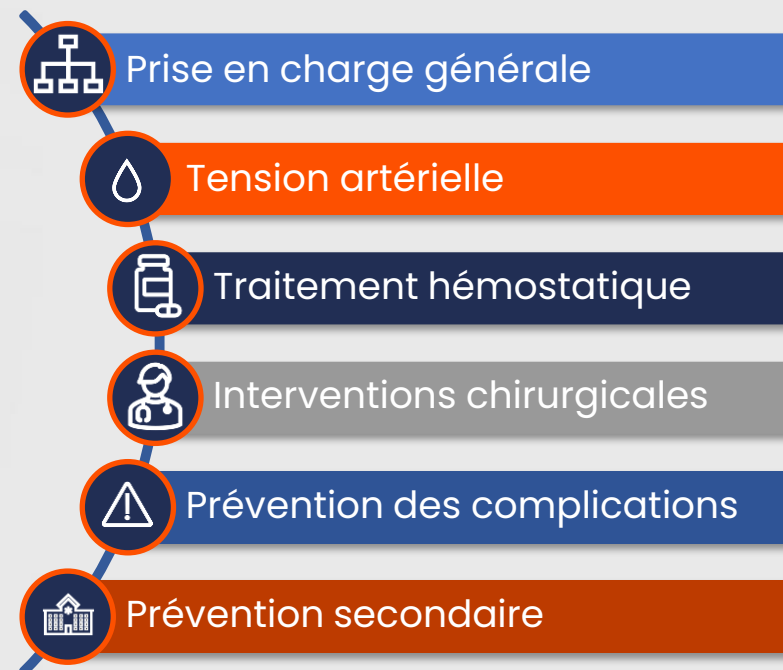 Prise en charge générale
Tension artérielle
Traitement hémostatique
Interventions chirurgicales
Prévention des complications
Prévention secondaire